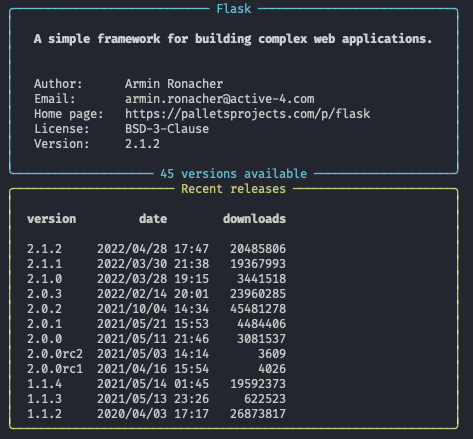 Flask
A simple framework for building complex web applications.
Author: Armin Ronacher
Email: armin.ronacher@active-4.com
Home page: https://palletsprojects.com/p/flask
License: BSD-3-Clause
Version: 2.1.2
45 versions available
Recent releases
version date downloads
2.1.2 2022/04/28 17:47 20485806
2.1.1 2022/03/30 21:38 19367993
2.1.0 2022/03/28 19:15 3441518
2.0.3 2022/02/14 20:01 23960285
2.0.2 2021/10/04 14:34 45481278
2.0.1 2021/05/21 15:53 4484406
2.0.0 2021/05/11 21:46 3081537
2.0.0rc2 2021/05/03 14:14 3609
2.0.0rc1 2021/04/16 15:54 4026
1.1.4 2021/05/14 01:45 19592373
1.1.3 2021/05/13 23:26 622523
1.1.2 2020/04/03 17:17 26873817